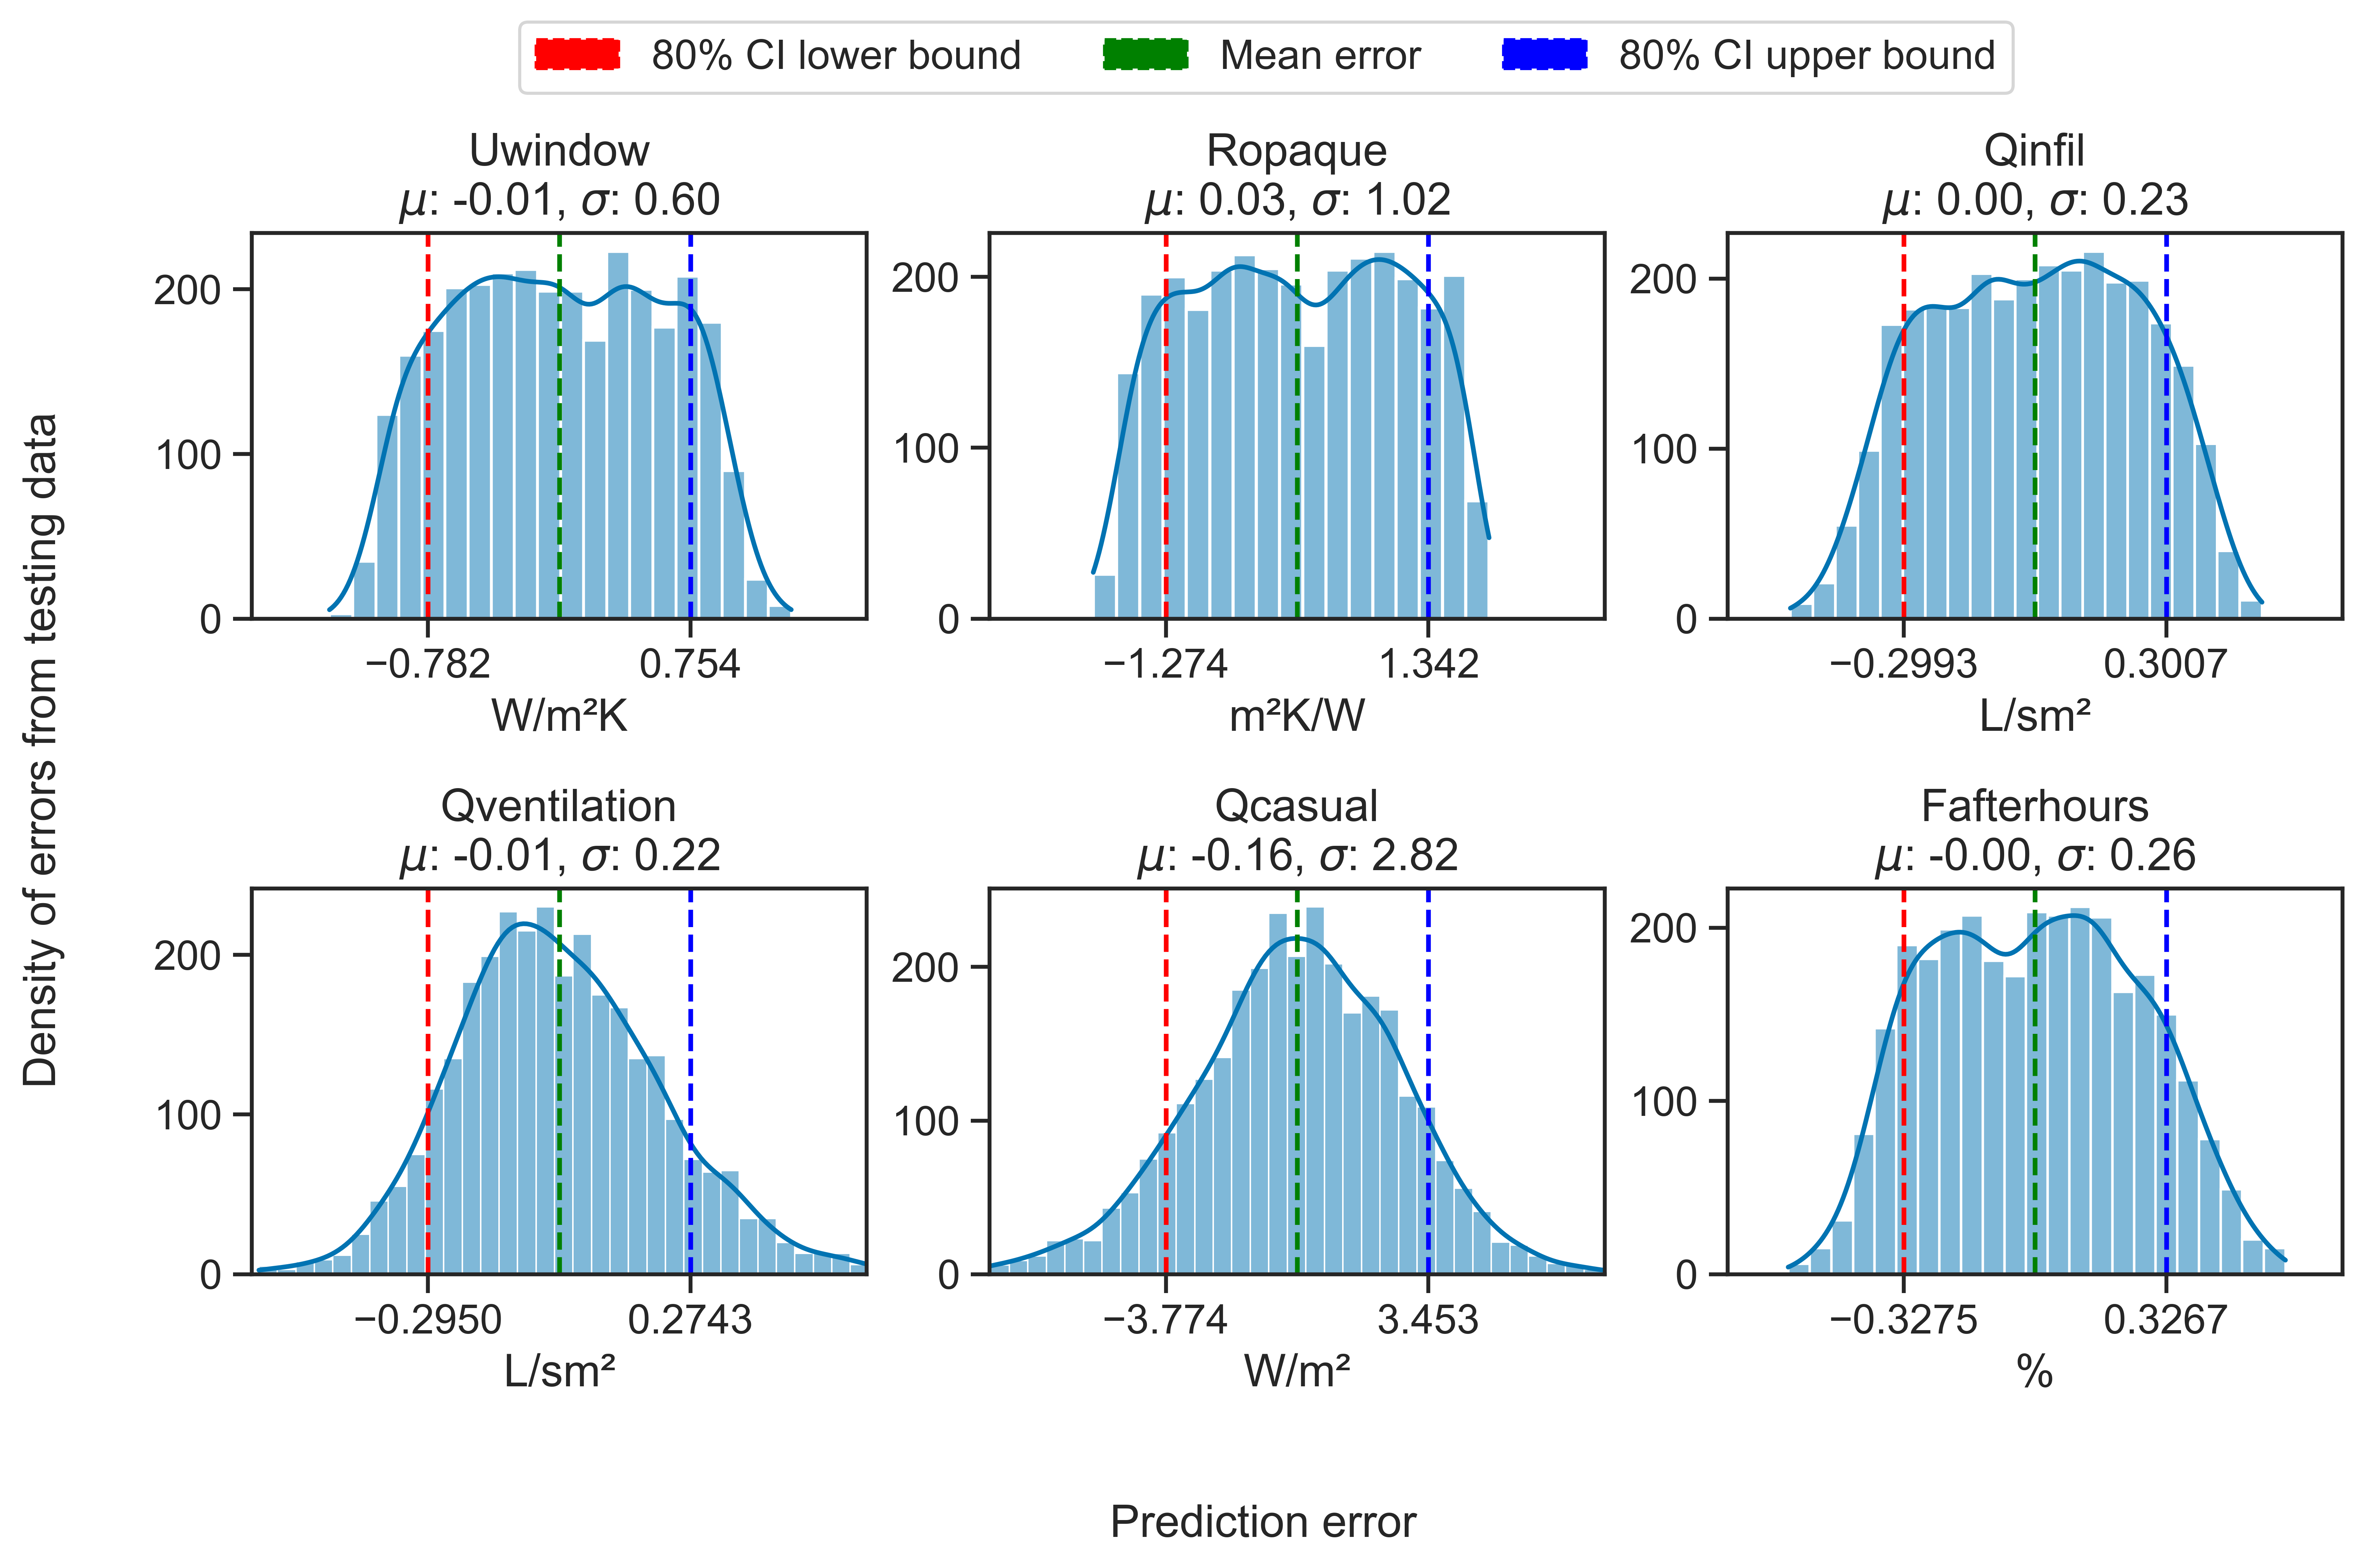 80% CI lower bound
Mean error
80% CI upper bound
Density of errors from testing data
Uwindow
μ: -0.01, σ: 0.60
200
100
0
−0.782
0.754
W/m²K
Ropaque
μ: 0.03, σ: 1.02
200
100
0
−1.274
1.342
m²K/W
Qinfil
μ: 0.00, σ: 0.23
200
100
0
−0.2993
0.3007
L/sm²
Qventilation
μ: -0.01, σ: 0.22
200
100
0
−0.2950
0.2743
L/sm²
Qcasual
μ: -0.16, σ: 2.82
200
100
0
−3.774
3.453
W/m²
Fafterhours
μ: -0.00, σ: 0.26
200
100
0
−0.3275
0.3267
%
Prediction error